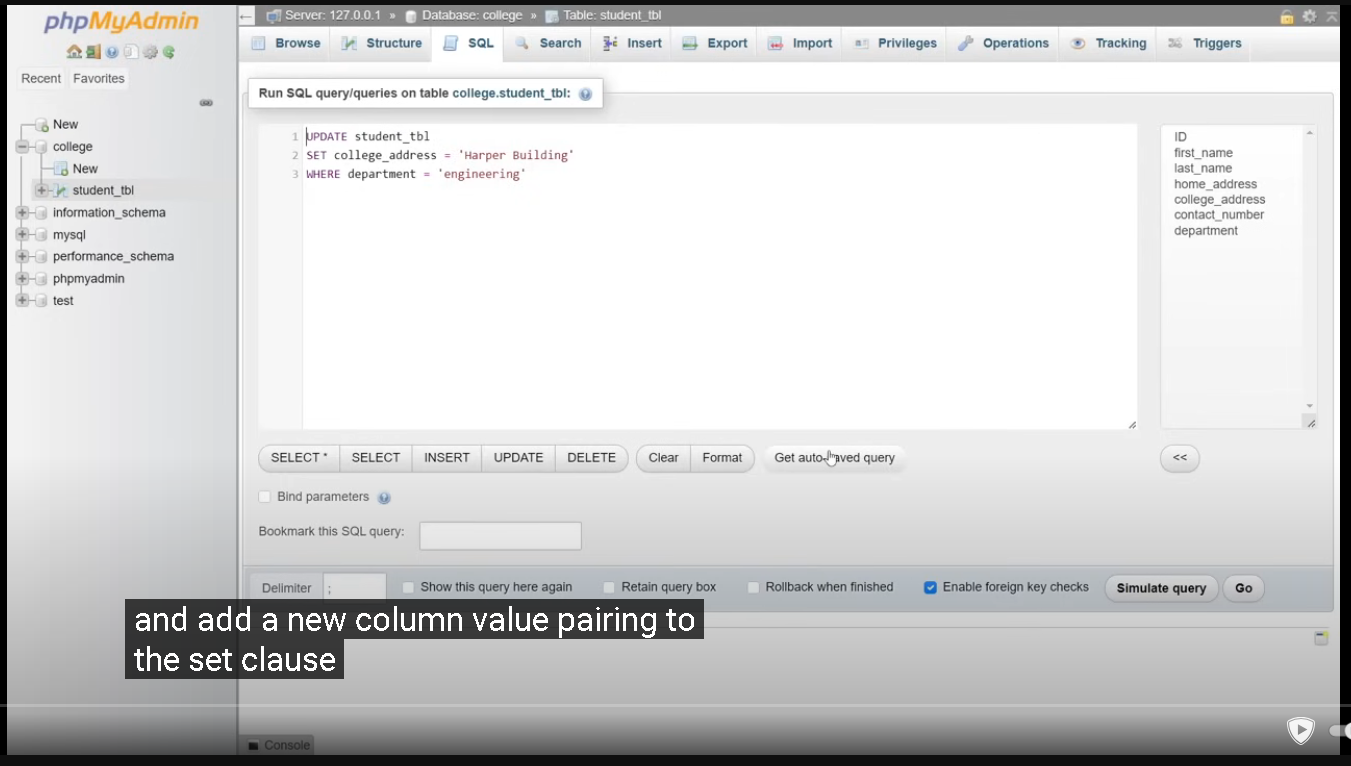 phpMyAdmin
Recent Favorites
New
college
New
student_tbl
information_schema
mysql
performance_schema
phpmyadmin
test
Server: 127.0.0.1 » Database: college » Table: student_tbl
Browse Structure SQL Search Insert Export Import Privileges Operations Tracking Triggers
Run SQL query/queries on table college.student_tbl:
1 UPDATE student_tbl
2 SET college_address = 'Harper Building'
3 WHERE department = 'engineering'
ID
first_name
last_name
home_address
college_address
contact_number
department
SELECT * SELECT INSERT UPDATE DELETE Clear Format Get auto-saved query <<
Bind parameters
Bookmark this SQL query:
Delimiter ; Show this query here again Retain query box Rollback when finished Enable foreign key checks Simulate query Go
and add a new column value pairing to
the set clause
Console